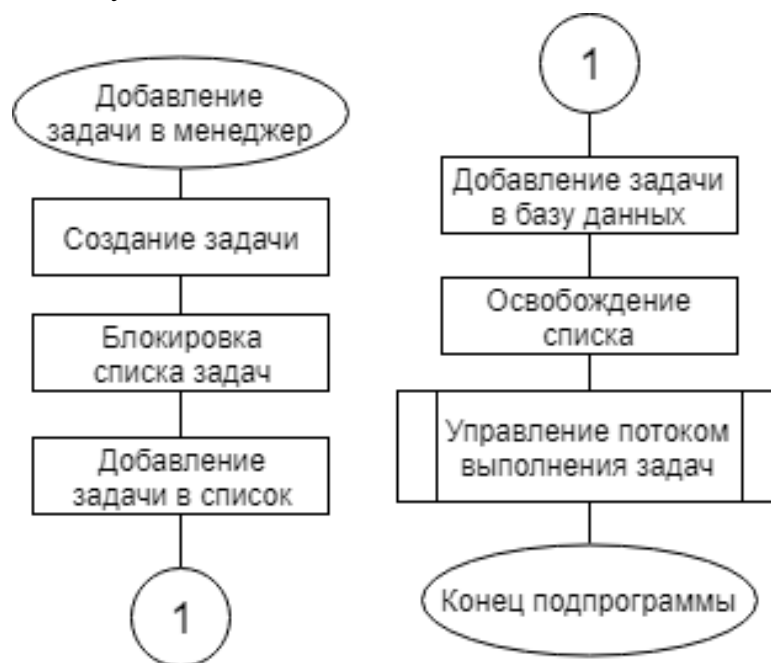 Добавление
задачи в менеджер
Создание задачи
Блокировка
списка задач
Добавление
задачи в список
1
1
Добавление задачи
в базу данных
Освобождение
списка
Управление потоком
выполнения задач
Конец подпрограммы